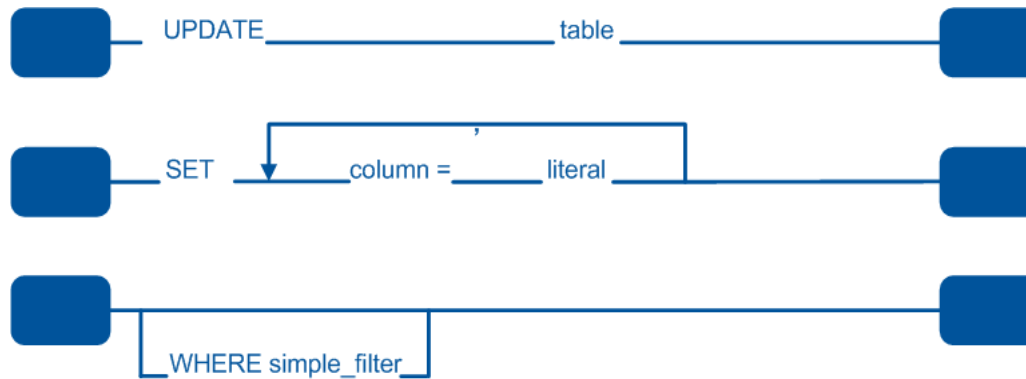 UPDATE table
,
SET column = literal
WHERE simple_filter